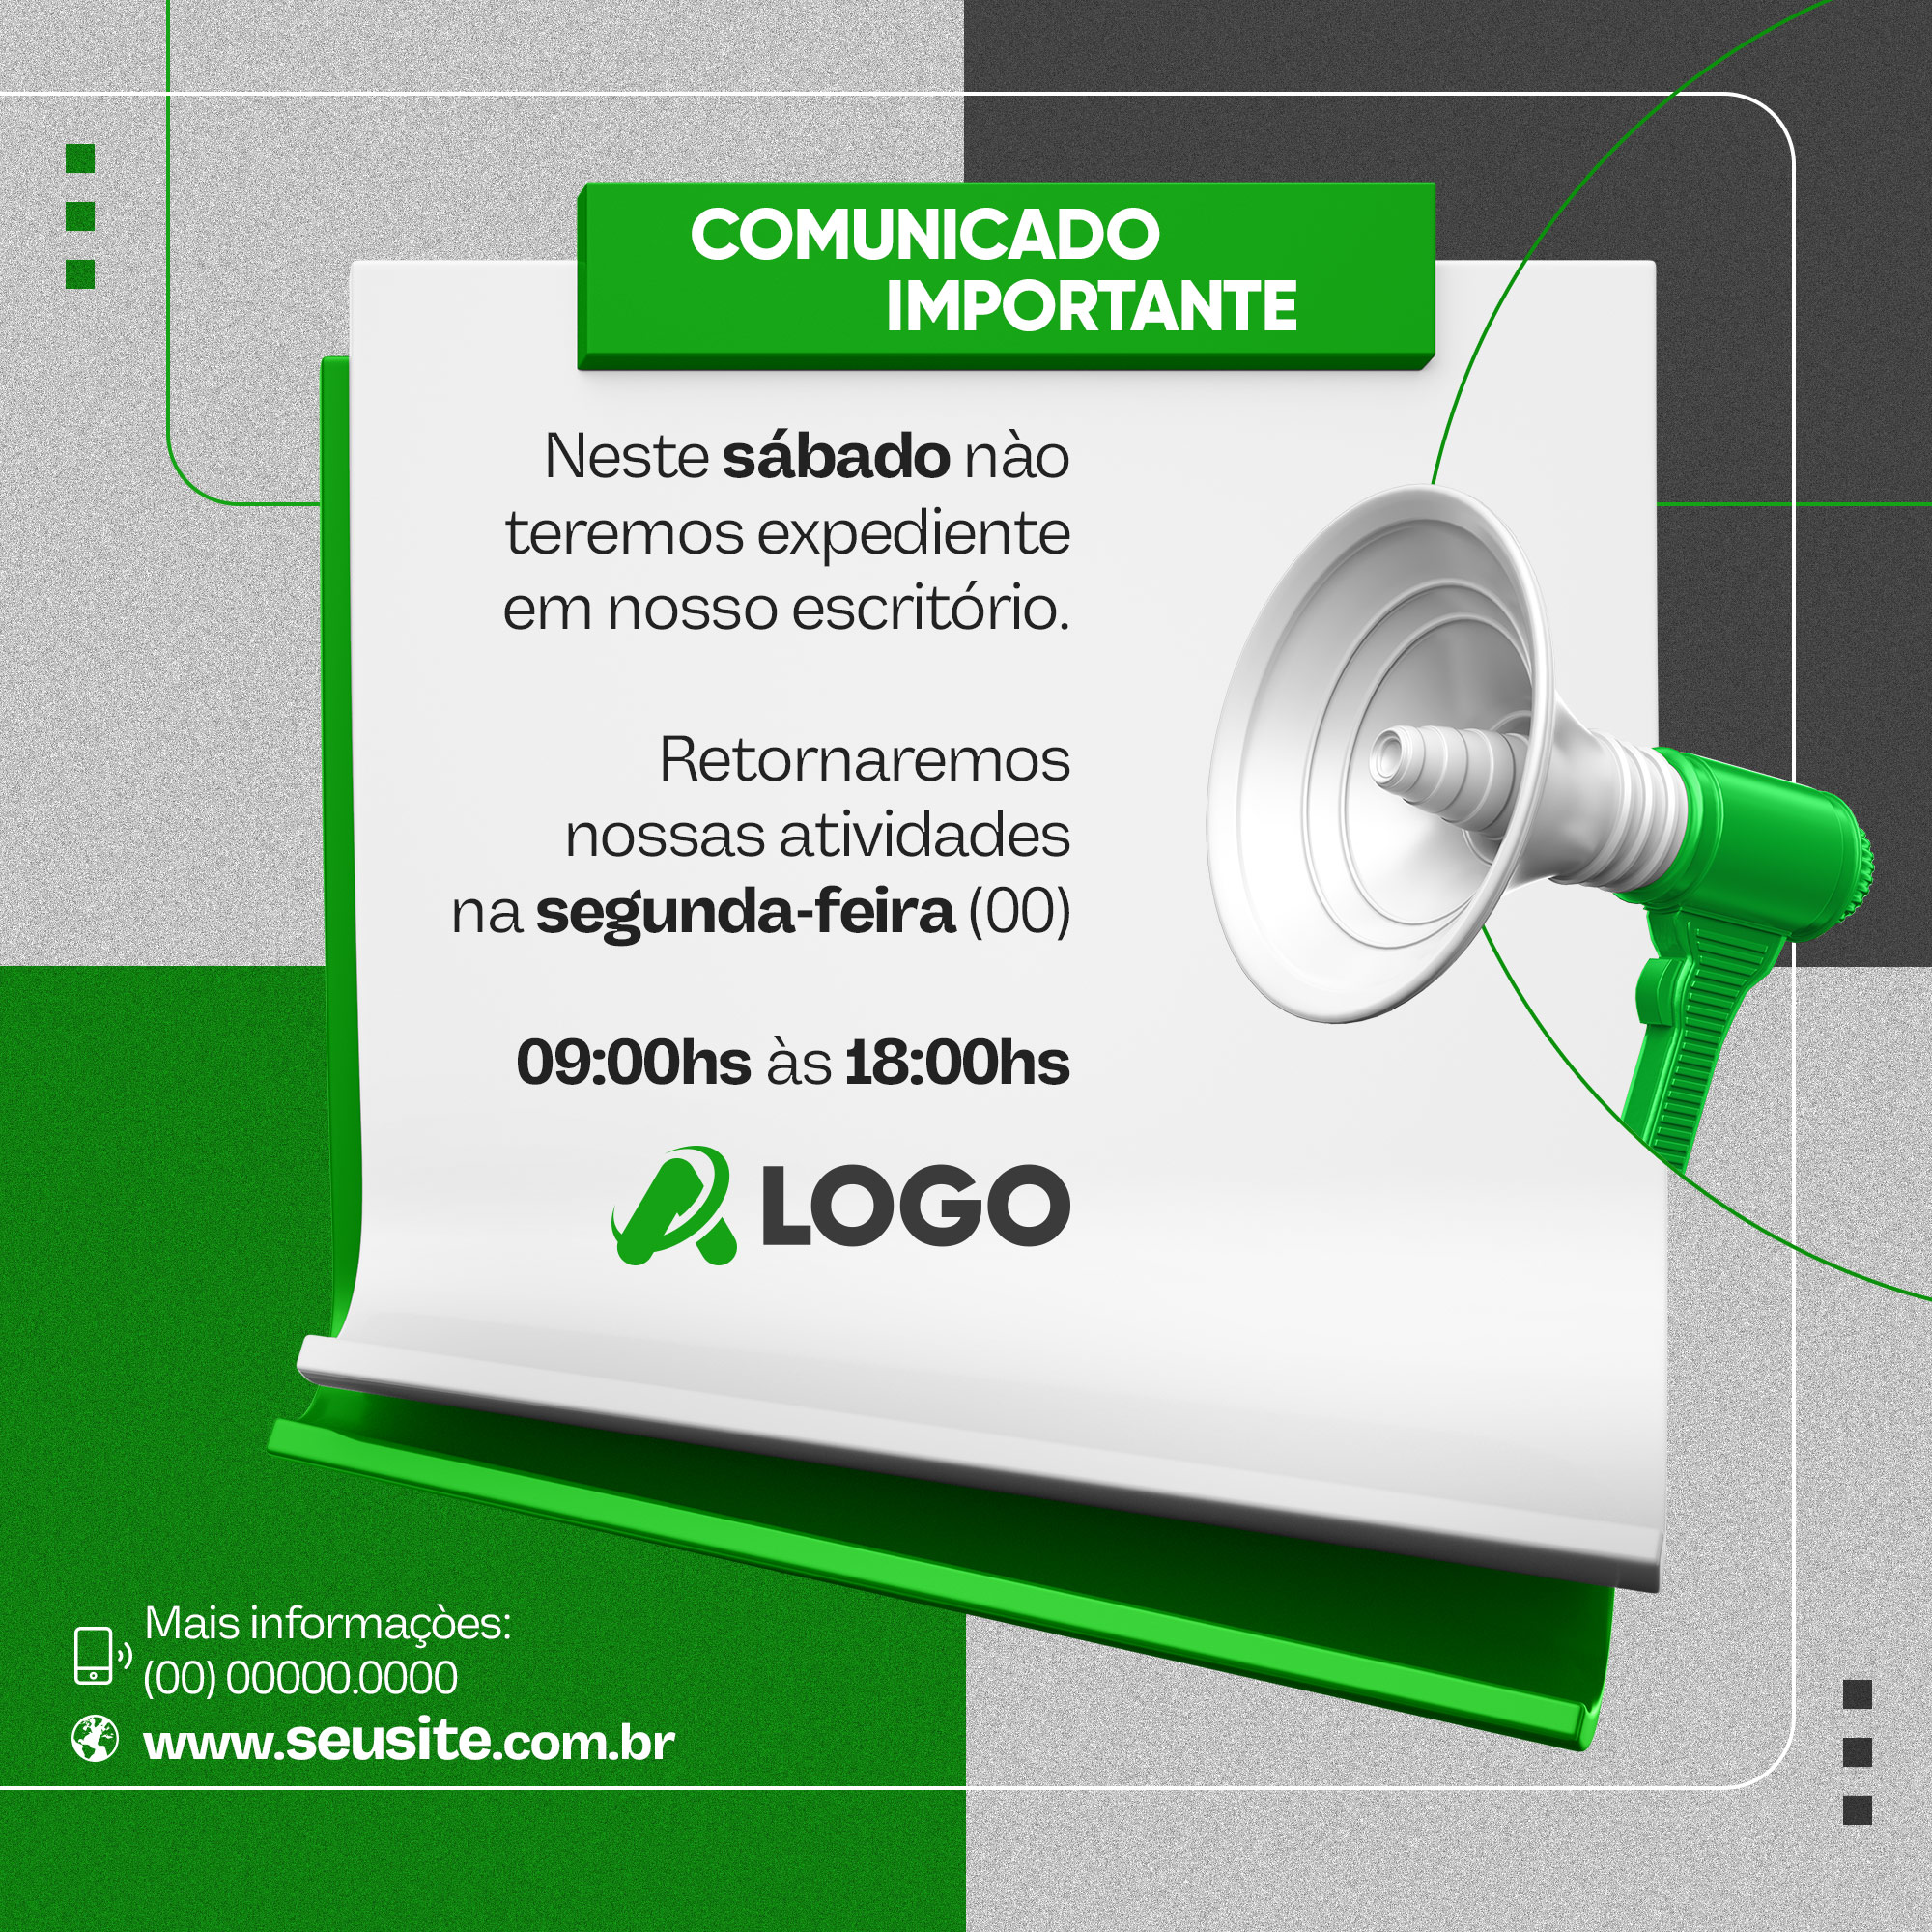 COMUNICADO
IMPORTANTE
Neste sábado nào
teremos expediente
em nosso escritório.
Retornaremos
nossas atividades
na segunda-feira (00)
09:00hs às 18:00hs
LOGO
Mais informaçòes:
(00) 00000.0000
www.seusite.com.br